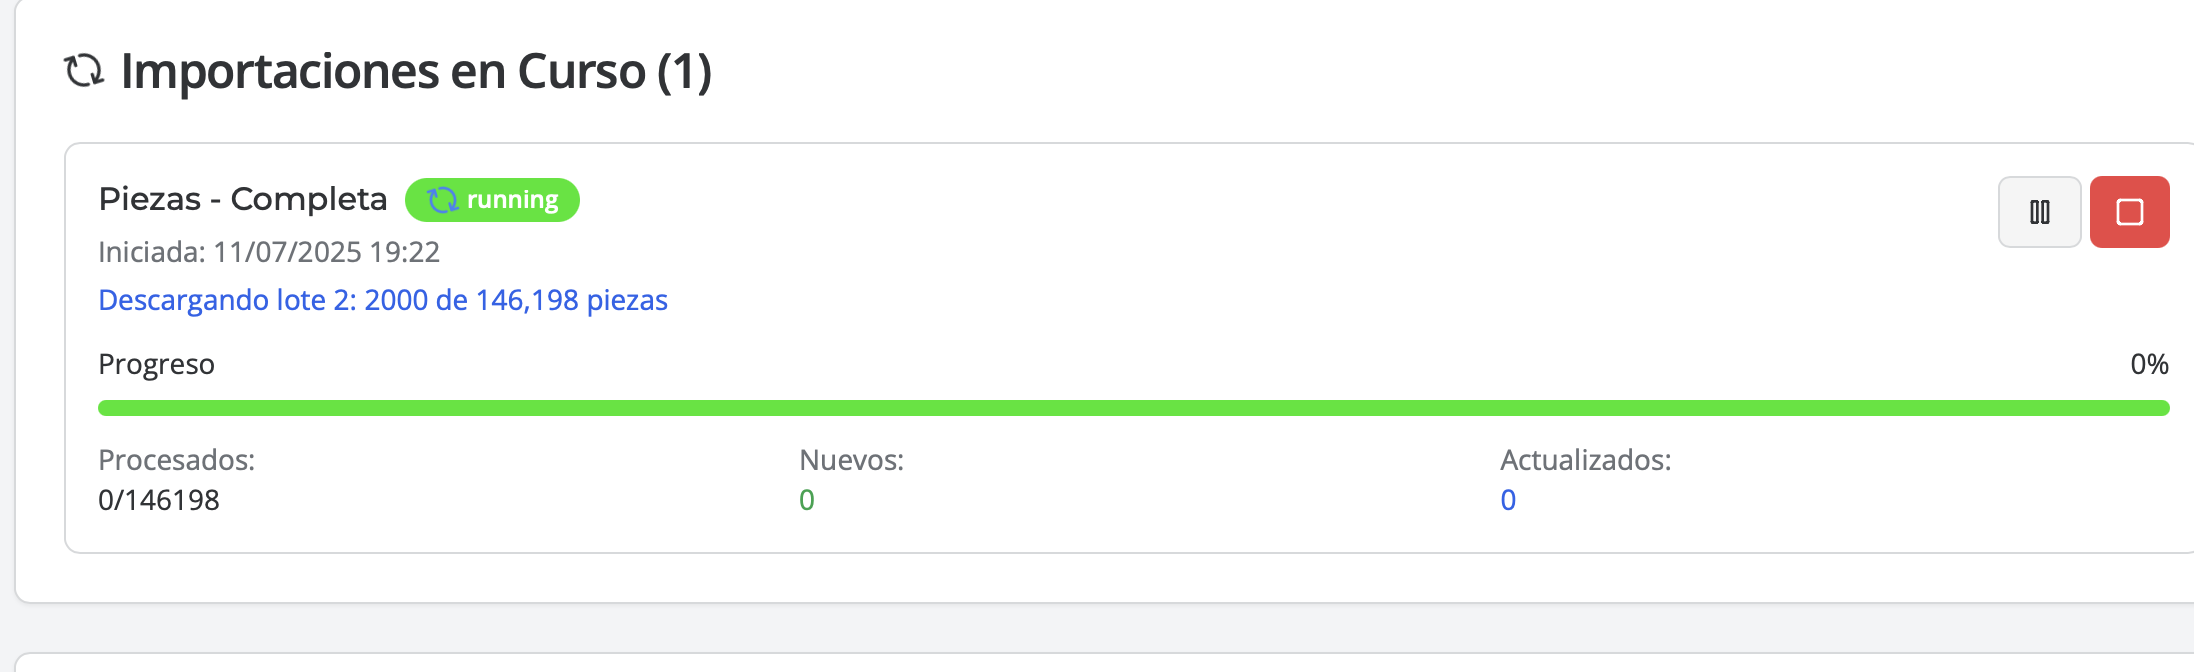 Importaciones en Curso (1)
Piezas - Completa running
Iniciada: 11/07/2025 19:22
Descargando lote 2: 2000 de 146,198 piezas
Progreso 0%
Procesados: Nuevos: Actualizados:
0/146198 0 0